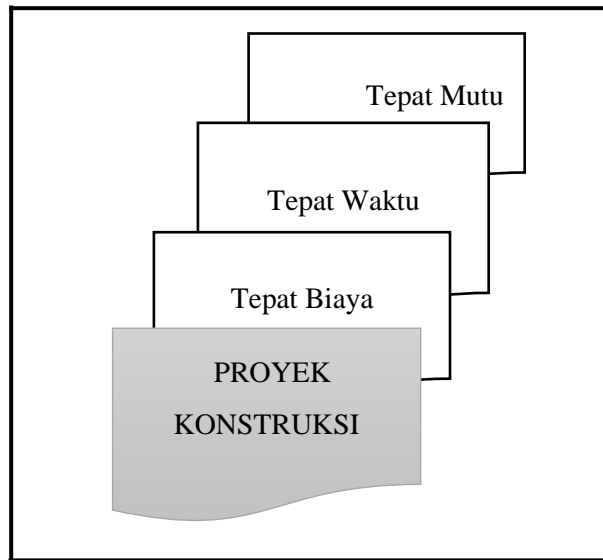 Tepat Mutu
Tepat Waktu
Tepat Biaya
PROYEK
KONSTRUKSI